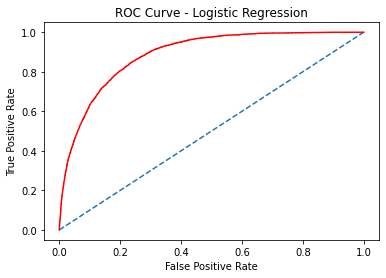 ROC Curve - Logistic Regression
True Positive Rate
1.0
0.8
0.6
0.4
0.2
0.0
0.0 0.2 0.4 0.6 0.8 1.0
False Positive Rate